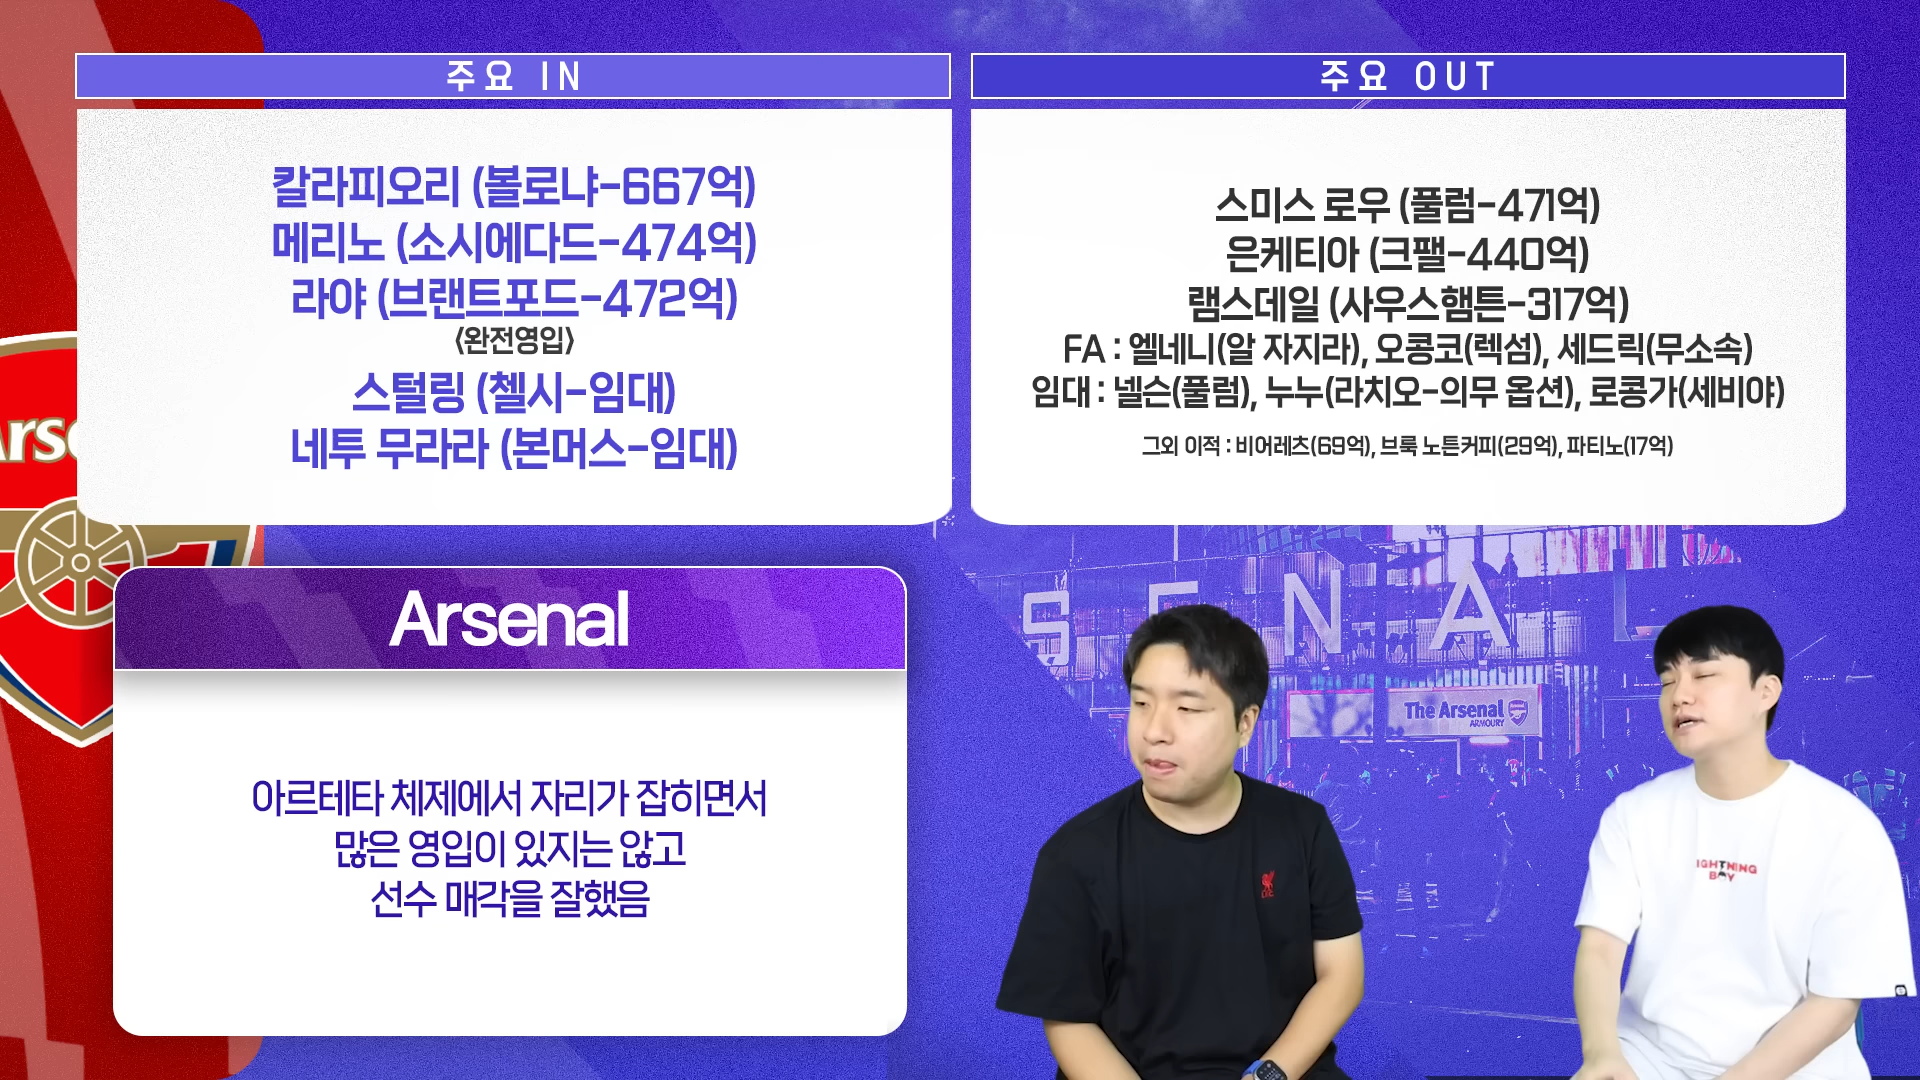 주요 IN
칼라피오리 (볼로냐-667억)
메리노 (소시에다드-474억)
라야 (브랜트포드-472억)
<완전영입>
스털링 (첼시-임대)
네투 무라라 (본머스-임대)
주요 OUT
스미스 로우 (풀럼-471억)
은케티아 (크팰-440억)
램스데일 (사우스햄튼-317억)
FA : 엘네니(알 자지라), 오콩코(렉섬), 세드릭(무소속)
임대 : 넬슨(풀럼), 누누(라치오-의무 옵션), 로콩가(세비야)
그외 이적 : 비어레츠(69억), 브룩 노튼커피(29억), 파티노(17억)
Arsenal
아르테타 체제에서 자리가 잡히면서
많은 영입이 있지는 않고
선수 매각을 잘했음
Arse
SENAL
The Arsenal
ARMOURY
LFC
IGHTNING
BOY